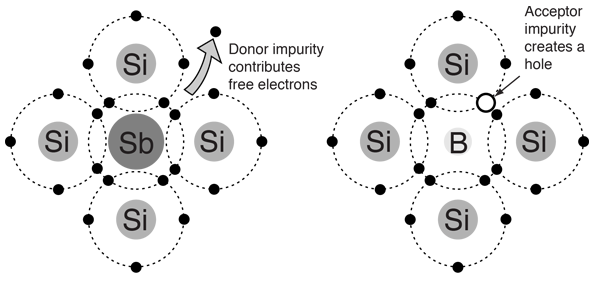 Si
Donor impurity
contributes
free electrons
Si
Sb
Si
Si
Acceptor
impurity
creates a
hole
Si
Si
B
Si
Si